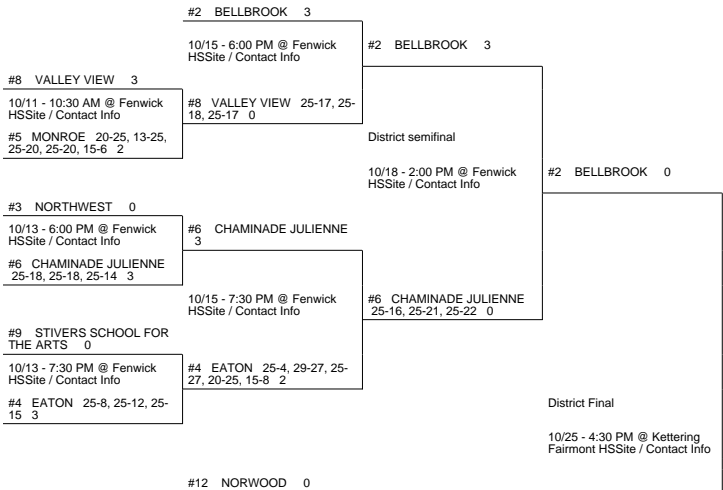 #2 BELLBROOK 3
10/15 - 6:00 PM @ Fenwick
HSSite / Contact Info
#2 BELLBROOK 3
#8 VALLEY VIEW 3
10/11 - 10:30 AM @ Fenwick
HSSite / Contact Info
#8 VALLEY VIEW 25-17, 25-
18, 25-17 0
#5 MONROE 20-25, 13-25,
25-20, 25-20, 15-6 2
District semifinal
10/18 - 2:00 PM @ Fenwick
HSSite / Contact Info
#2 BELLBROOK 0
#3 NORTHWEST 0
10/13 - 6:00 PM @ Fenwick
HSSite / Contact Info
#6 CHAMINADE JULIENNE
3
#6 CHAMINADE JULIENNE
25-18, 25-18, 25-14 3
10/15 - 7:30 PM @ Fenwick
HSSite / Contact Info
#6 CHAMINADE JULIENNE
25-16, 25-21, 25-22 0
#9 STIVERS SCHOOL FOR
THE ARTS 0
10/13 - 7:30 PM @ Fenwick
HSSite / Contact Info
#4 EATON 25-4, 29-27, 25-
27, 20-25, 15-8 2
#4 EATON 25-8, 25-12, 25-
15 3
District Final
10/25 - 4:30 PM @ Kettering
Fairmont HSSite / Contact Info
#12 NORWOOD 0